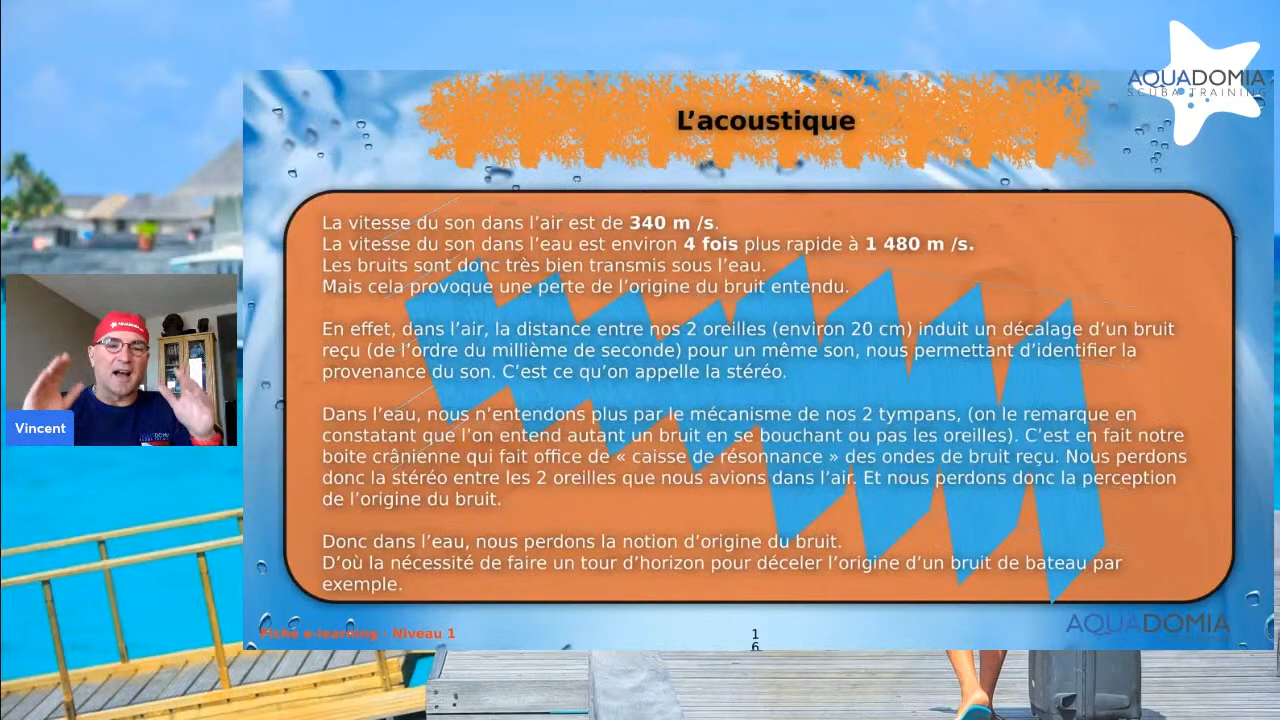 AQUADOMIA
SCUBA TRAINING
L’acoustique
La vitesse du son dans l’air est de 340 m /s.
La vitesse du son dans l’eau est environ 4 fois plus rapide à 1 480 m /s.
Les bruits sont donc très bien transmis sous l’eau.
Mais cela provoque une perte de l’origine du bruit entendu.
En effet, dans l’air, la distance entre nos 2 oreilles (environ 20 cm) induit un décalage d’un bruit
reçu (de l’ordre du millième de seconde) pour un même son, nous permettant d’identifier la
provenance du son. C’est ce qu’on appelle la stéréo.
Dans l’eau, nous n’entendons plus par le mécanisme de nos 2 tympans, (on le remarque en
constatant que l’on entend autant un bruit en se bouchant ou pas les oreilles). C’est en fait notre
boite crânienne qui fait office de « caisse de résonnance » des ondes de bruit reçu. Nous perdons
donc la stéréo entre les 2 oreilles que nous avions dans l’air. Et nous perdons donc la perception
de l’origine du bruit.
Donc dans l’eau, nous perdons la notion d’origine du bruit.
D’où la nécessité de faire un tour d’horizon pour déceler l’origine d’un bruit de bateau par
exemple.
Vincent
Fiche e-learning - Niveau 1
1
6
AQUADOMIA